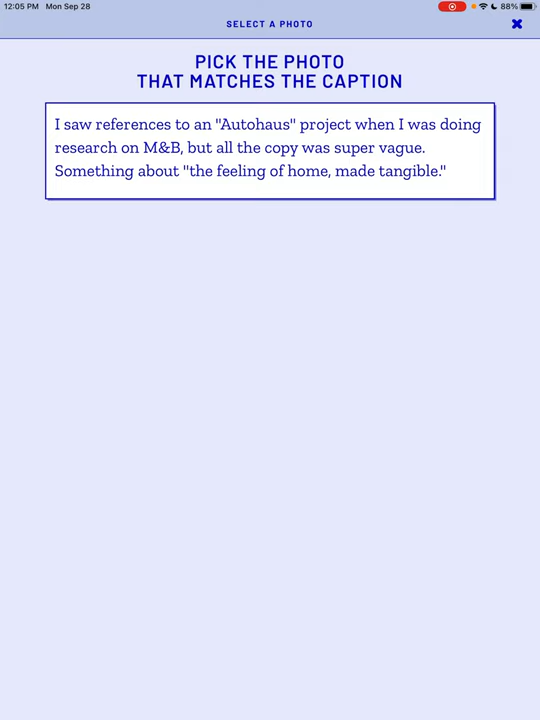 12:05 PM Mon Sep 28
88%
SELECT A PHOTO
PICK THE PHOTO
THAT MATCHES THE CAPTION
I saw references to an "Autohaus" project when I was doing
research on M&B, but all the copy was super vague.
Something about "the feeling of home, made tangible."